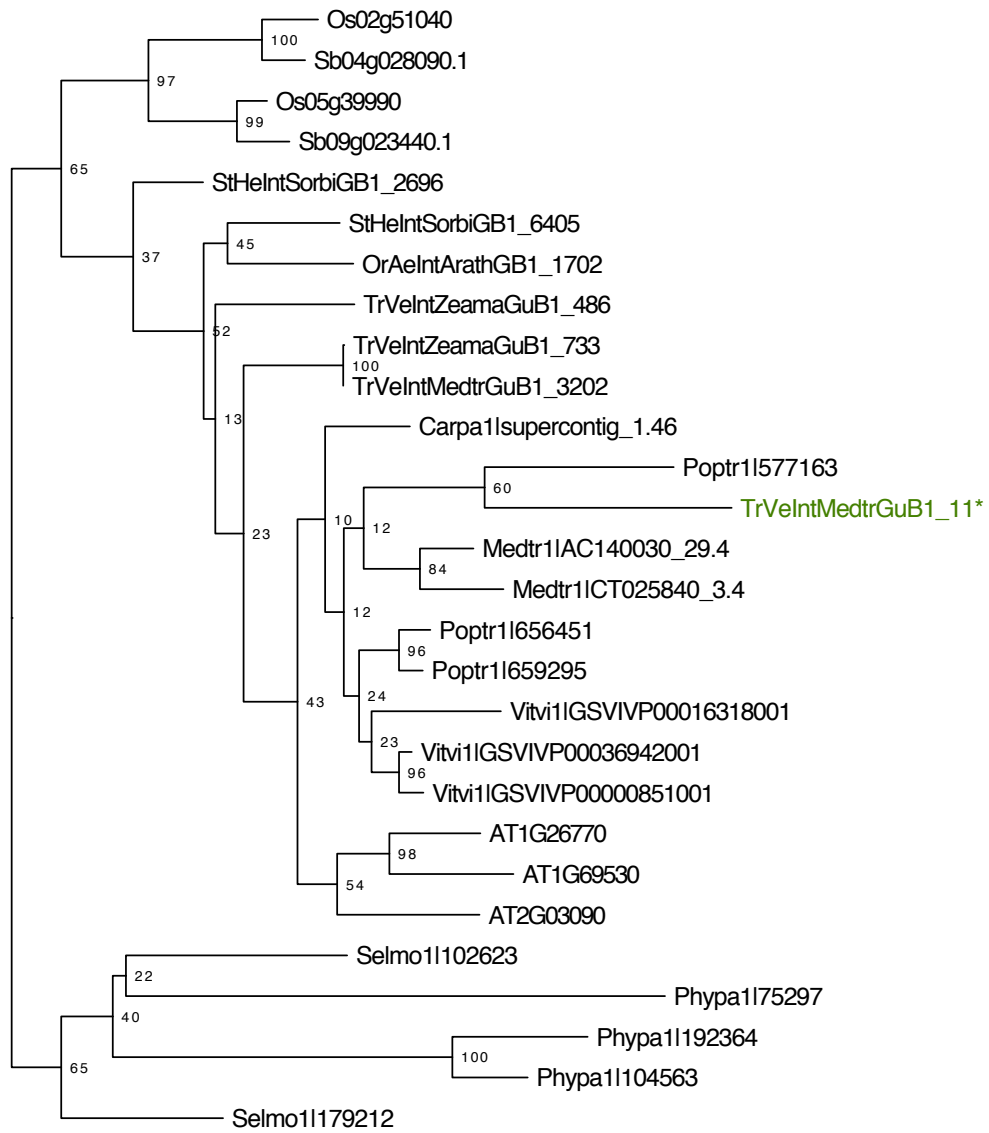 Os02g51040
100
Sb04g028090.1
97
Os05g39990
99
Sb09g023440.1
65
StHeIntSorbiGB1_2696
StHeIntSorbiGB1_6405
45
37
OrAeIntArathGB1_1702
TrVeIntZeamaGuB1_486
52
TrVeIntZeamaGuB1_733
100
TrVeIntMedtrGuB1_3202
13
Carpa1|supercontig_1.46
Poptr1|577163
60
TrVeIntMedtrGuB1_11*
10
12
23
Medtr1|AC140030_29.4
84
Medtr1|CT025840_3.4
12
Poptr1|656451
96
Poptr1|659295
24
43
Vitvi1|GSVIVP00016318001
23
Vitvi1|GSVIVP00036942001
96
Vitvi1|GSVIVP00000851001
AT1G26770
98
AT1G69530
54
AT2G03090
Selmo1|102623
22
Phypa1|75297
40
Phypa1|192364
100
65
Phypa1|104563
Selmo1|179212